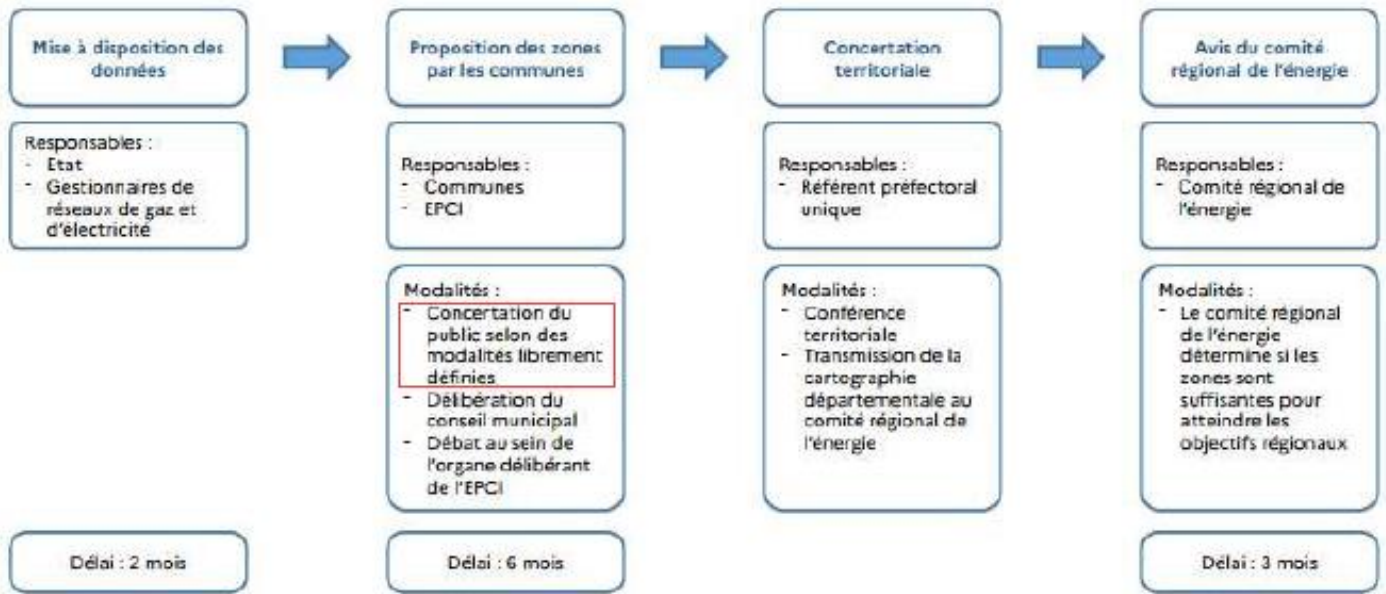 Mise à disposition des
données
Proposition des zones
par les communes
Concertation
territoriale
Avis du comité
régional de l'énergie
Responsables :
- Etat
- Gestionnaires de
réseaux de gaz et
d'électricité
Responsables :
- Communes
- EPCI
Responsables :
- Référent préfectoral
unique
Responsables :
- Comité régional de
l'énergie
Modalités :
- Concertation du
public selon des
modalités librement
définies
- Délibération du
conseil municipal
- Débat au sein de
l'organe délibérant
de l'EPCI
Modalités :
- Conférence
territoriale
- Transmission de la
cartographie
départementale au
comité régional de
l'énergie
Modalités :
- Le comité régional
de l'énergie
détermine si les
zones sont
suffisantes pour
atteindre les
objectifs régionaux
Délai : 2 mois
Délai : 6 mois
Délai : 3 mois